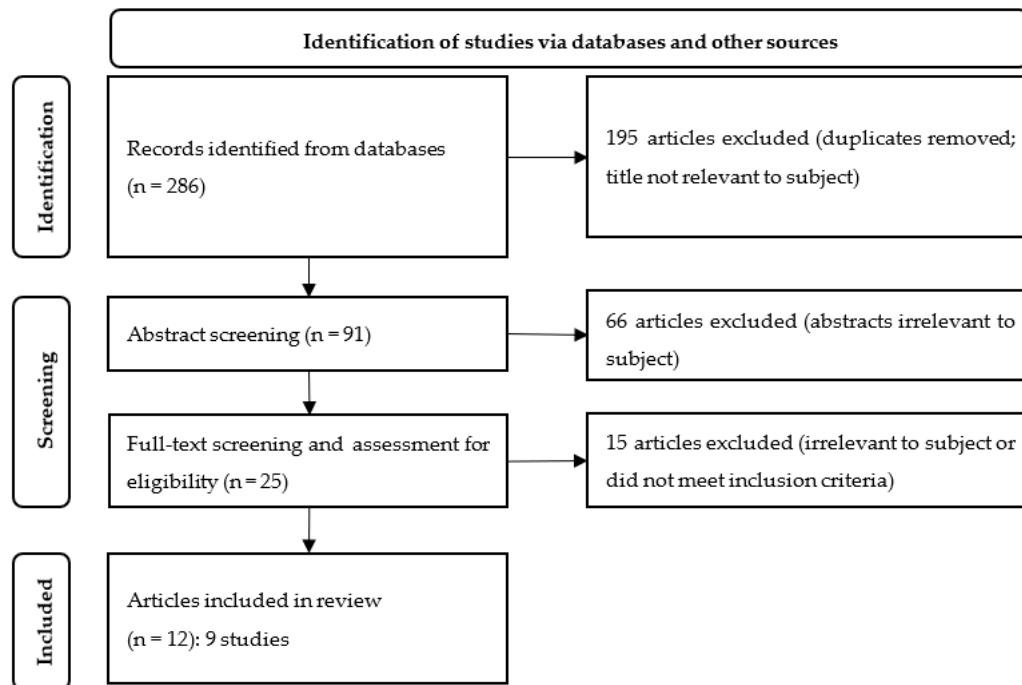 Identification of studies via databases and other sources
Identification
Records identified from databases
(n = 286)
195 articles excluded (duplicates removed;
title not relevant to subject)
Screening
Abstract screening (n = 91)
66 articles excluded (abstracts irrelevant to
subject)
Full-text screening and assessment for
eligibility (n = 25)
15 articles excluded (irrelevant to subject or
did not meet inclusion criteria)
Included
Articles included in review
(n = 12): 9 studies